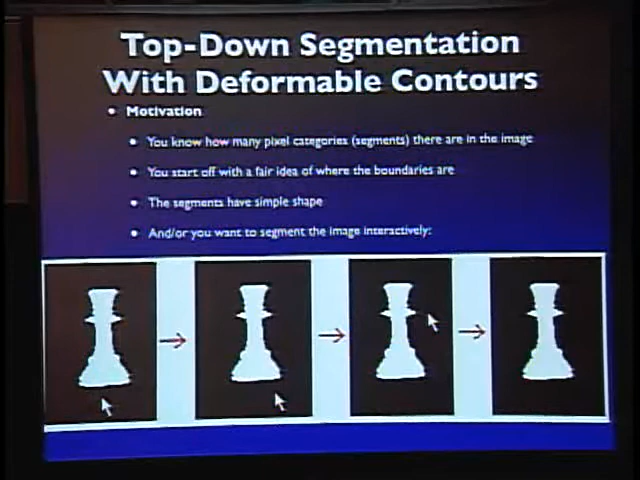 Top-Down Segmentation
With Deformable Contours
• Motivation
• You know how many pixel categories (segments) there are in the image
• You start off with a fair idea of where the boundaries are
• The segments have simple shape
• And/or you want to segment the image interactively: